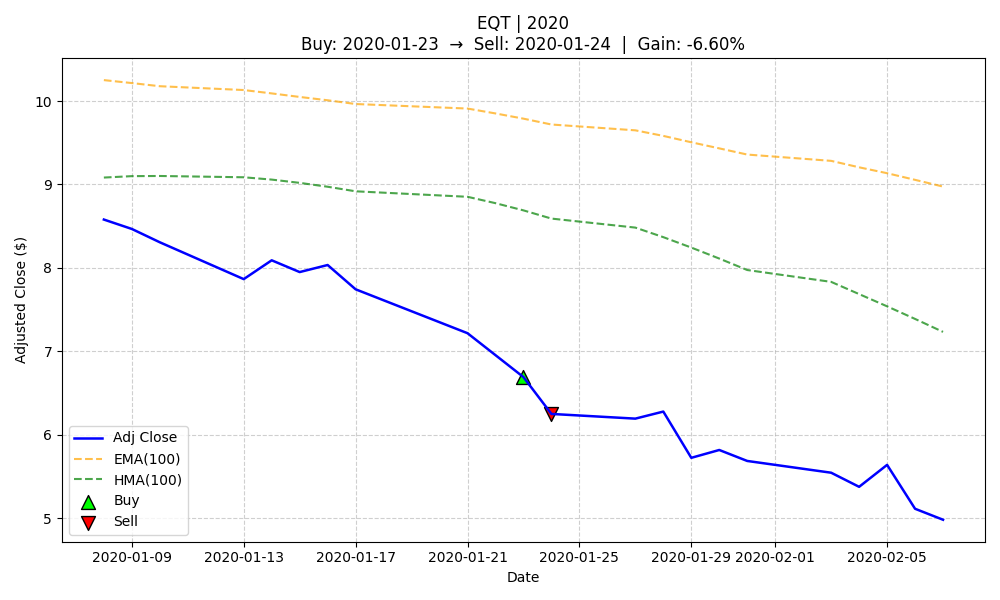 EQT | 2020
Buy: 2020-01-23 → Sell: 2020-01-24 | Gain: -6.60%
Adjusted Close ($)
10
9
8
7
6
5
Adj Close
EMA(100)
HMA(100)
Buy
Sell
2020-01-09 2020-01-13 2020-01-17 2020-01-21 2020-01-25 2020-01-29 2020-02-01 2020-02-05
Date